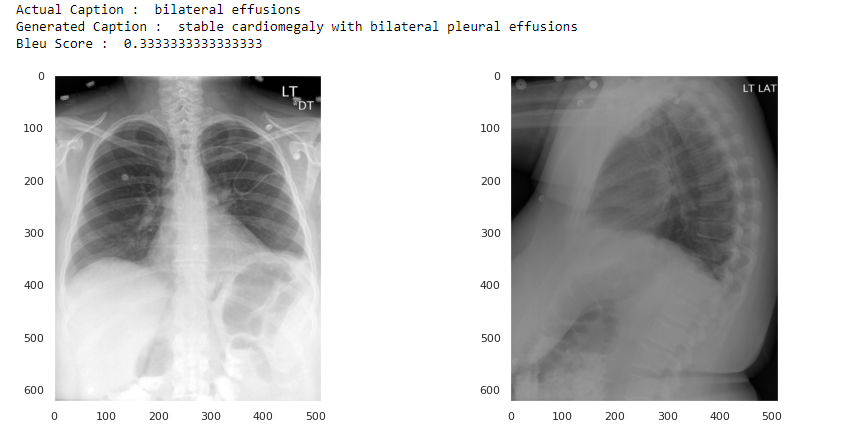 Actual Caption :  bilateral effusions
Generated Caption :  stable cardiomegaly with bilateral pleural effusions
Bleu Score :  0.3333333333333333
LT
DT
0
100
200
300
400
500
600
0 100 200 300 400 500
LT LAT
0
100
200
300
400
500
600
0 100 200 300 400 500